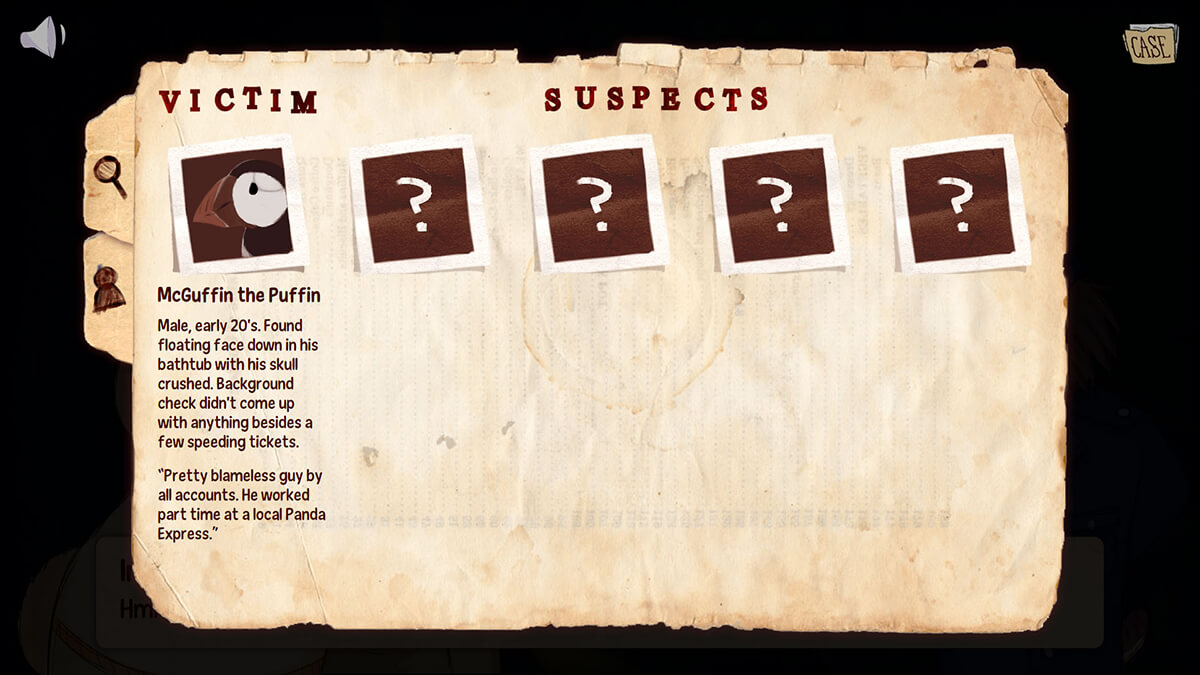 CASE
VICTIM
SUSPECTS
?
?
?
?
McGuffin the Puffin
Male, early 20's. Found
floating face down in his
bathtub with his skull
crushed. Background
check didn't come up
with anything besides a
few speeding tickets.
“Pretty blameless guy by
all accounts. He worked
part time at a local Panda
Express.”